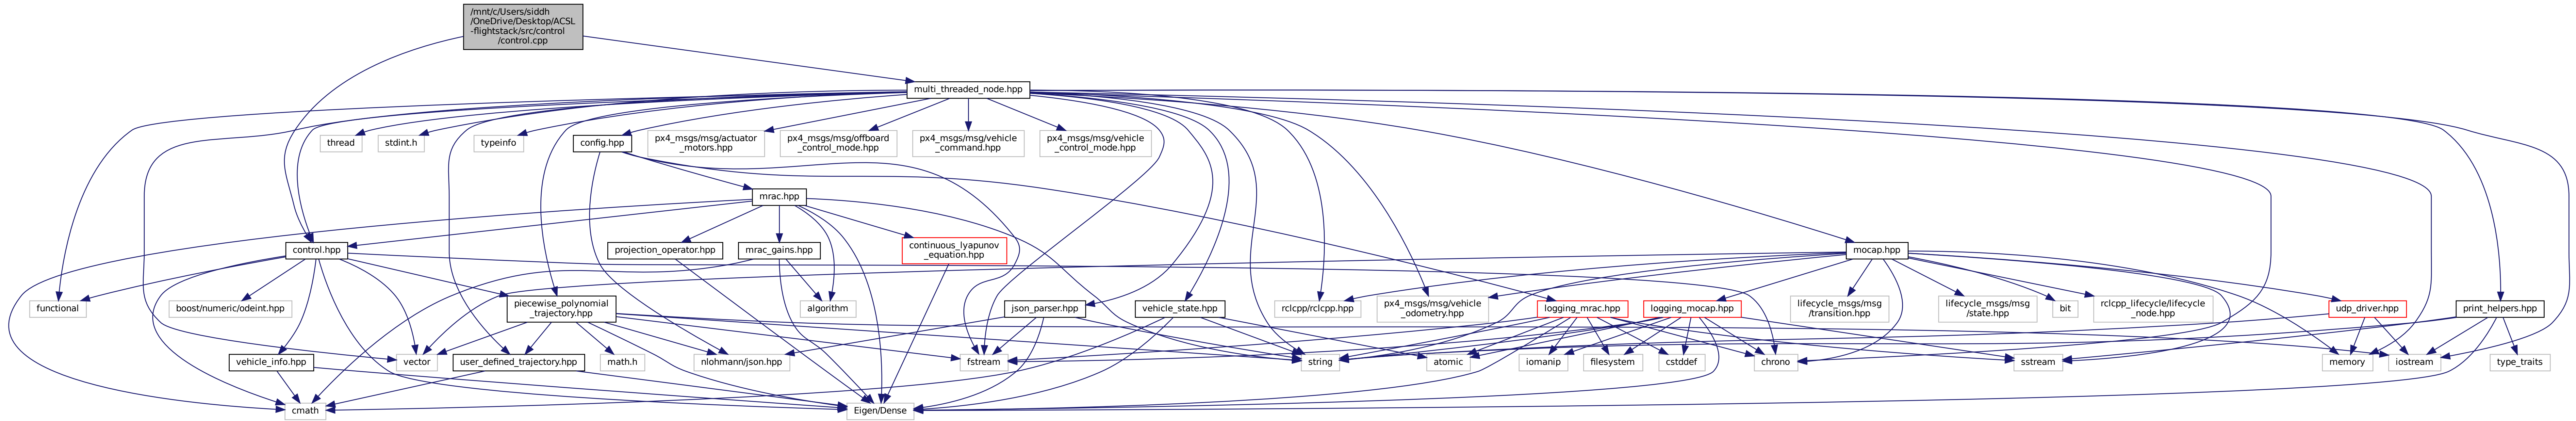 /mnt/c/Users/siddh
/OneDrive/Desktop/ACSL
-flightstack/src/control
/control.cpp
multi_threaded_node.hpp
thread
stdint.h
typeinfo
config.hpp
px4_msgs/msg/actuator
_motors.hpp
px4_msgs/msg/offboard
_control_mode.hpp
px4_msgs/msg/vehicle
_command.hpp
px4_msgs/msg/vehicle
_control_mode.hpp
mrac.hpp
control.hpp
projection_operator.hpp
mrac_gains.hpp
continuous_lyapunov
_equation.hpp
mocap.hpp
functional
boost/numeric/odeint.hpp
piecewise_polynomial
_trajectory.hpp
algorithm
json_parser.hpp
vehicle_state.hpp
rclcpp/rclcpp.hpp
px4_msgs/msg/vehicle
_odometry.hpp
logging_mrac.hpp
logging_mocap.hpp
lifecycle_msgs/msg
/transition.hpp
lifecycle_msgs/msg
/state.hpp
bit
rclcpp_lifecycle/lifecycle
_node.hpp
udp_driver.hpp
print_helpers.hpp
vehicle_info.hpp
vector
user_defined_trajectory.hpp
math.h
nlohmann/json.hpp
fstream
string
atomic
iomanip
filesystem
cstddef
chrono
sstream
memory
iostream
type_traits
cmath
Eigen/Dense